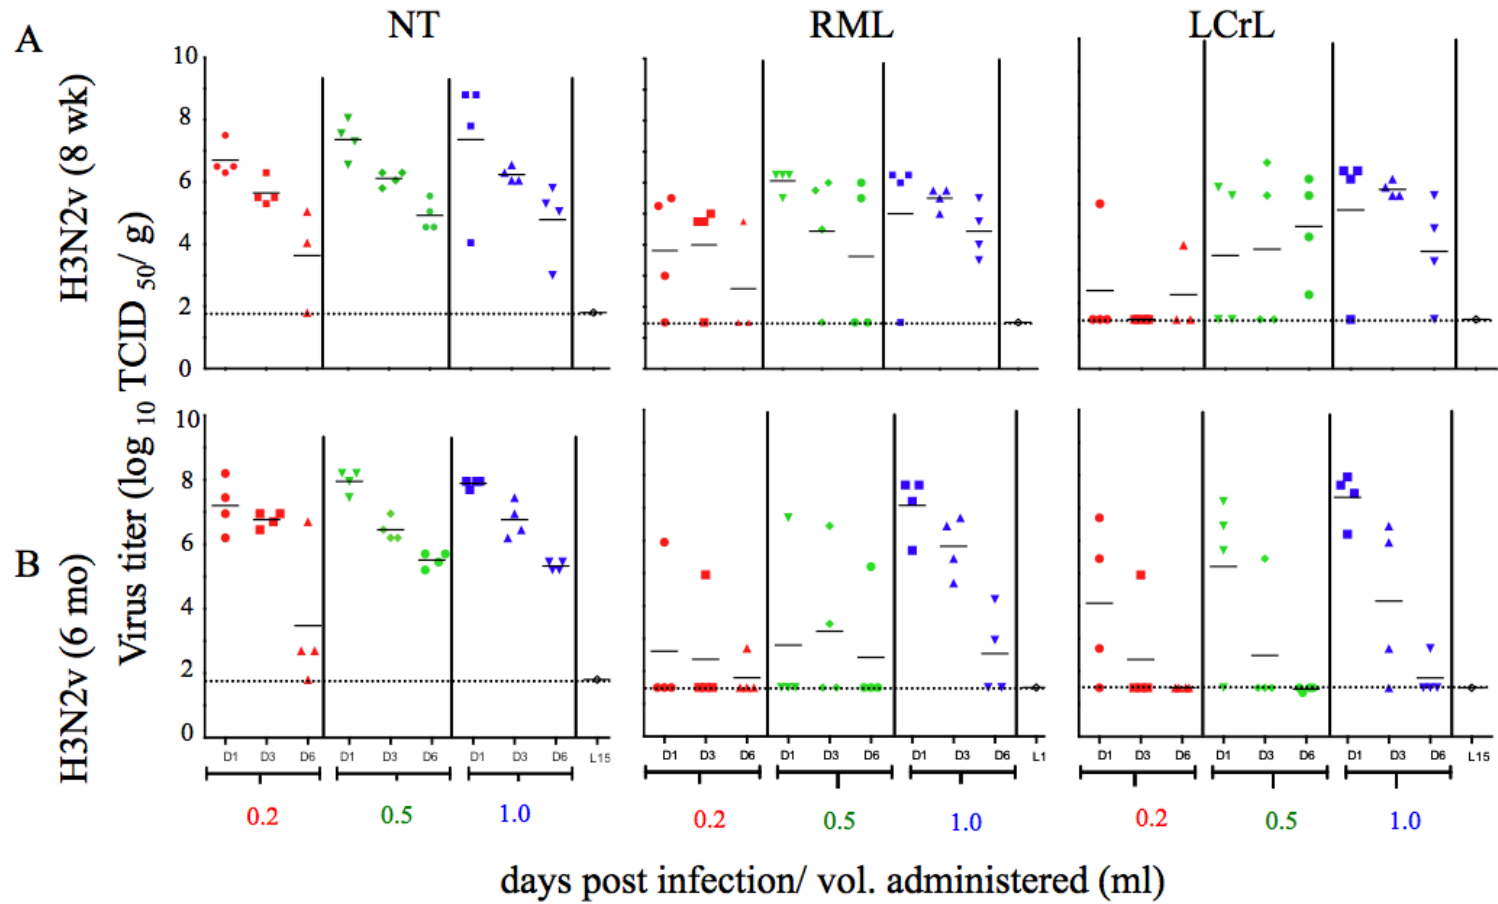 A
NT
RML
LCrL
H3N2v (8 wk)
10
8
6
4
2
0
Virus titer (log 10 TCID 50/ g)
B
H3N2v (6 mo)
10
8
6
4
2
0
D1 D3 D6 D1 D3 D6 D1 D3 D6 L15
D1 D3 D6 D1 D3 D6 D1 D3 D6 L1
D1 D3 D6 D1 D3 D6 D1 D3 D6 L15
0.2 0.5 1.0
0.2 0.5 1.0
0.2 0.5 1.0
days post infection/ vol. administered (ml)